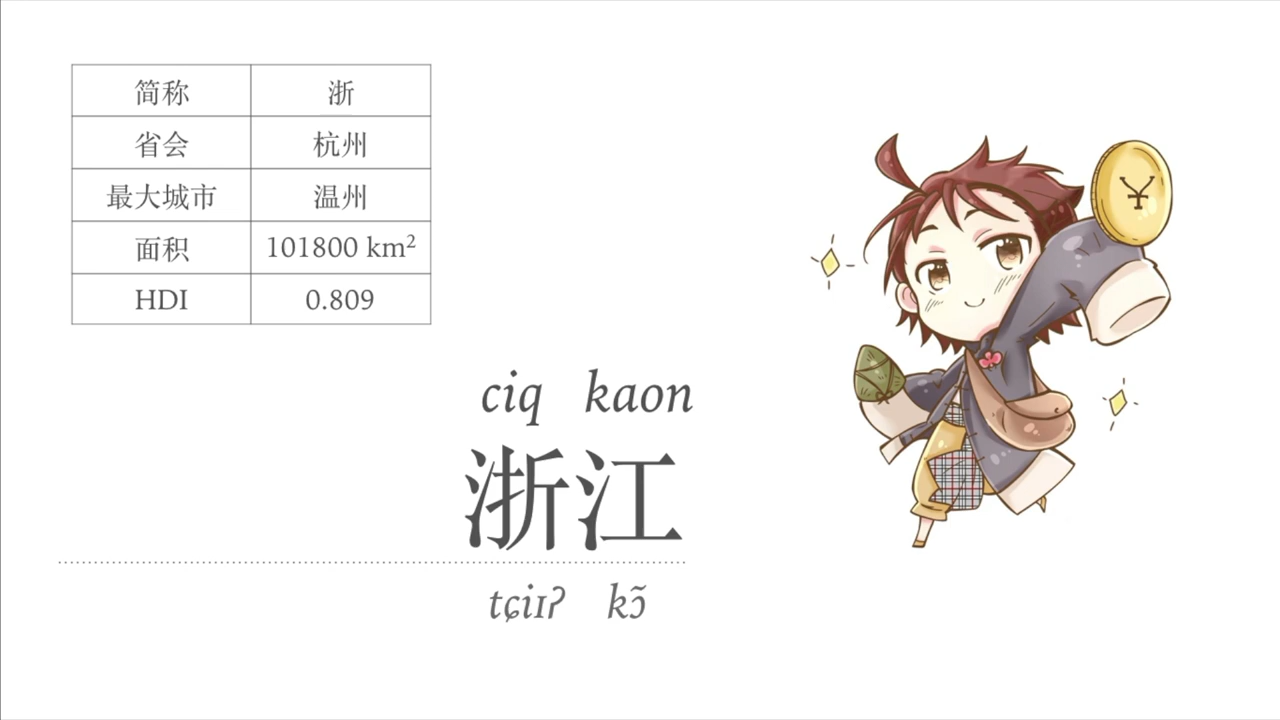 简称 浙
省会 杭州
最大城市 温州
面积 101800 km²
HDI 0.809
ciq kaon
浙江
tɕiɪʔ kɔ̃
¥